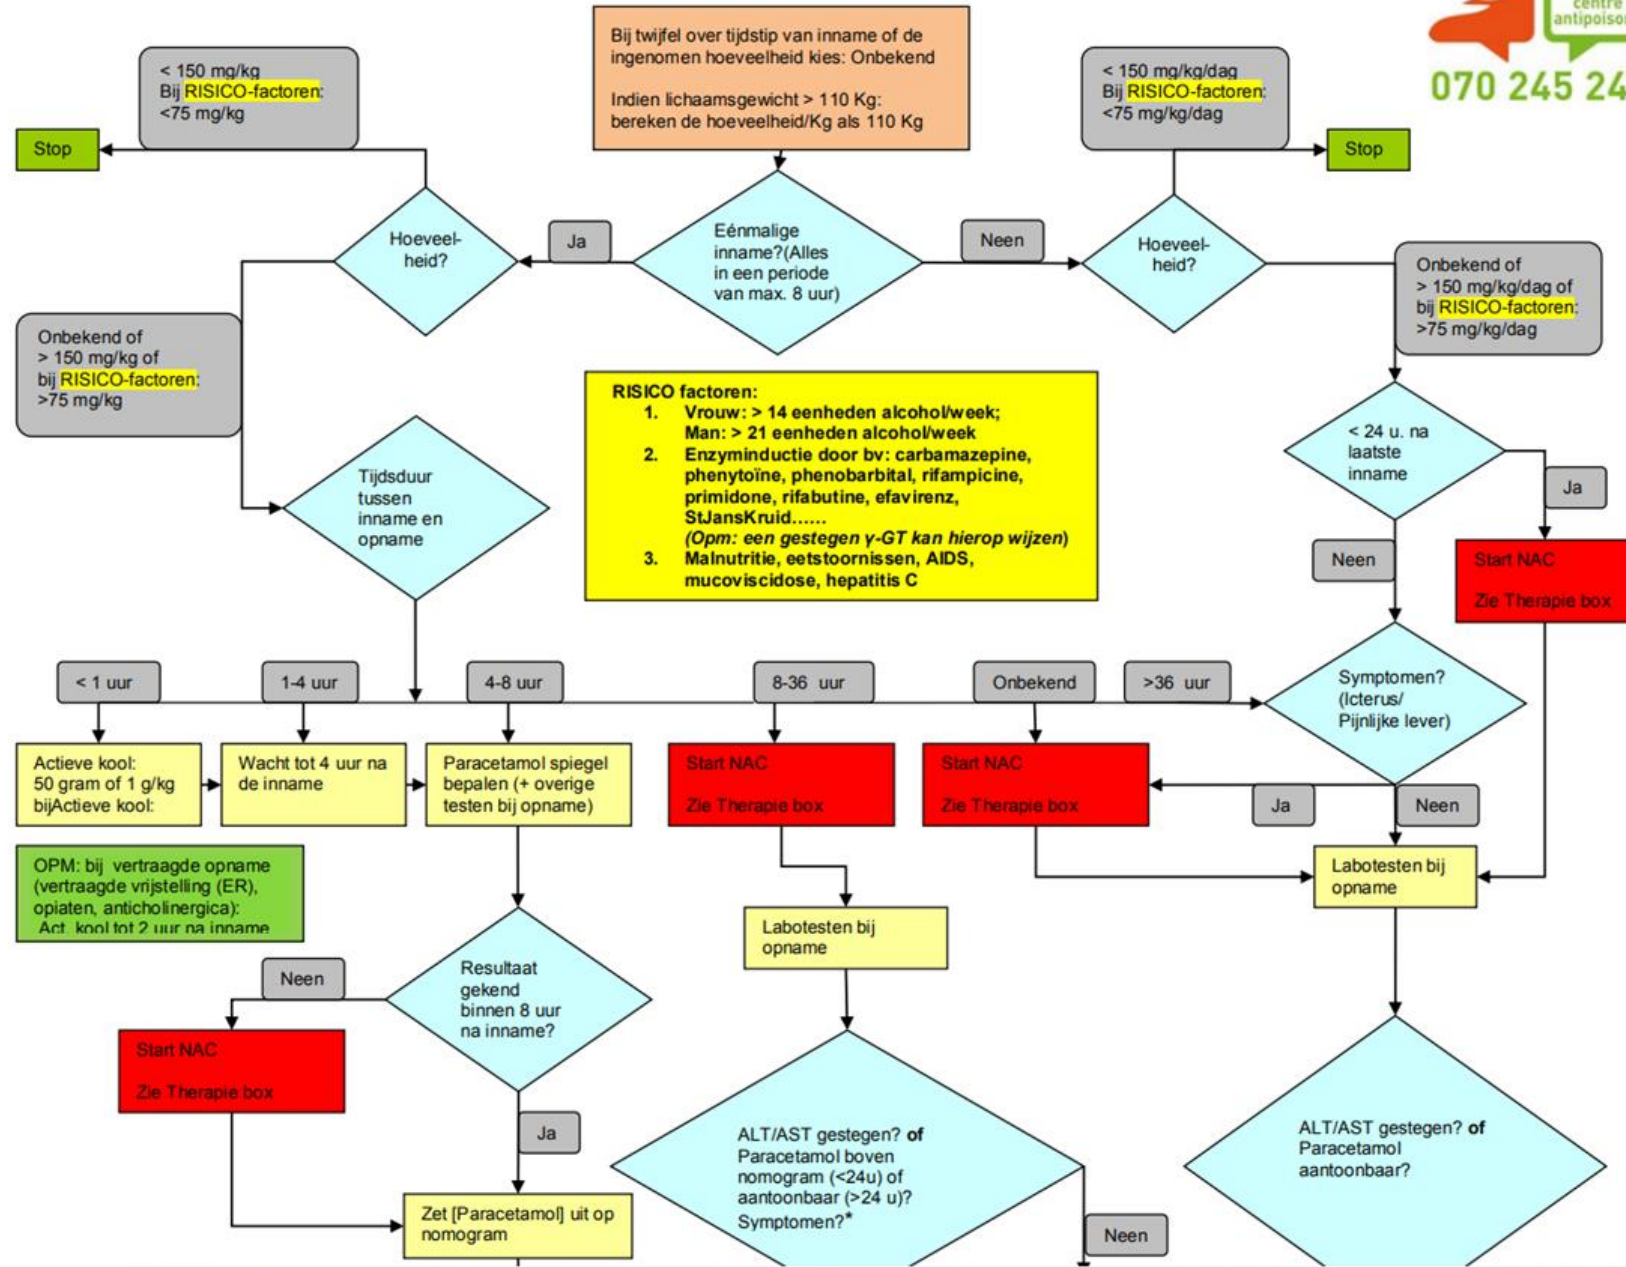 centre
antipoison
070 245 24
Bij twijfel over tijdstip van inname of de
ingenomen hoeveelheid kies: Onbekend
Indien lichaamsgewicht > 110 Kg:
bereken de hoeveelheid/Kg als 110 Kg
< 150 mg/kg
Bij RISICO-factoren:
<75 mg/kg
< 150 mg/kg/dag
Bij RISICO-factoren:
<75 mg/kg/dag
Stop
Stop
Hoeveel-
heid?
Ja
Eénmalige
inname?(Alles
in een periode
van max. 8 uur)
Neen
Hoeveel-
heid?
Onbekend of
> 150 mg/kg/dag of
bij RISICO-factoren:
>75 mg/kg/dag
Onbekend of
> 150 mg/kg of
bij RISICO-factoren:
>75 mg/kg
RISICO factoren:
1. Vrouw: > 14 eenheden alcohol/week;
Man: > 21 eenheden alcohol/week
2. Enzyminductie door bv: carbamazepine,
phenytoïne, phenobarbital, rifampicine,
primidone, rifabutine, efavirenz,
StJansKruid......
(Opm: een gestegen γ-GT kan hierop wijzen)
3. Malnutritie, eetstoornissen, AIDS,
mucoviscidose, hepatitis C
Tijdsduur
tussen
inname en
opname
< 24 u. na
laatste
inname
Ja
Neen
Start NAC
Zie Therapie box
< 1 uur
1-4 uur
4-8 uur
8-36 uur
Onbekend
>36 uur
Symptomen?
(Icterus/
Pijnlijke lever)
Actieve kool:
50 gram of 1 g/kg
bijActieve kool:
Wacht tot 4 uur na
de inname
Paracetamol spiegel
bepalen (+ overige
testen bij opname)
Start NAC
Zie Therapie box
Start NAC
Zie Therapie box
Ja
Neen
OPM: bij vertraagde opname
(vertraagde vrijstelling (ER),
opiaten, anticholinergica):
Act. kool tot 2 uur na inname
Labotesten bij
opname
Labotesten bij
opname
Neen
Resultaat
gekend
binnen 8 uur
na inname?
Start NAC
Zie Therapie box
Ja
ALT/AST gestegen? of
Paracetamol boven
nomogram (<24u) of
aantoonbaar (>24 u)?
Symptomen?*
ALT/AST gestegen? of
Paracetamol
aantoonbaar?
Zet [Paracetamol] uit op
nomogram
Neen